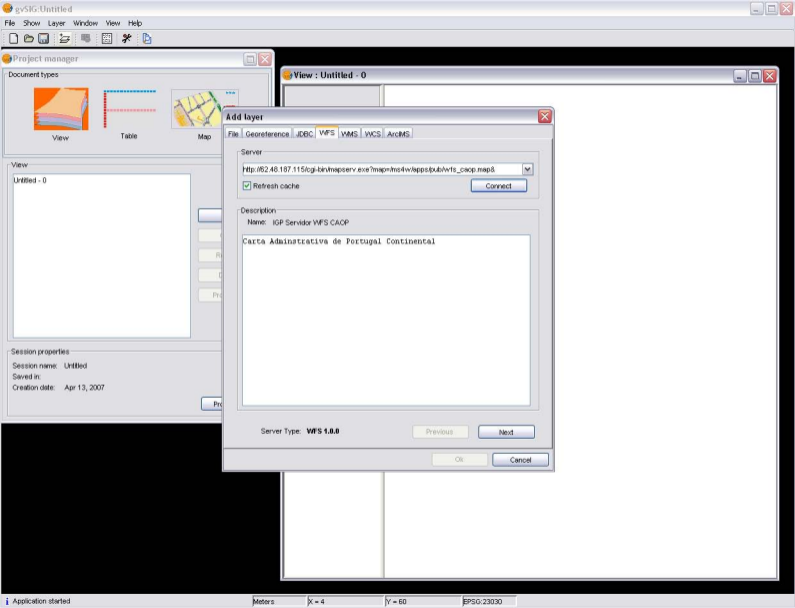 gvSIG:Untitled
File Show Layer Window View Help
Project manager
Document types
View
Table
Map
View
Untitled - 0
Session properties
Session name: Untitled
Saved in:
Creation date: Apr 13, 2007
View : Untitled - 0
Add layer
File Georeference JDBC WFS WMS WCS ArcIMS
Server
http://62.48.187.115/cgi-bin/mapserv.exe?map=/ms4w/apps/pub/wfs_caop.map&
Refresh cache
Connect
Description
Name: IGP Servidor WFS CAOP
Carta Adminstrativa de Portugal Continental
Server Type: WFS 1.0.0
Previous
Next
Ok
Cancel
Application started
Meters
X = 4
Y = 60
EPSG:23030